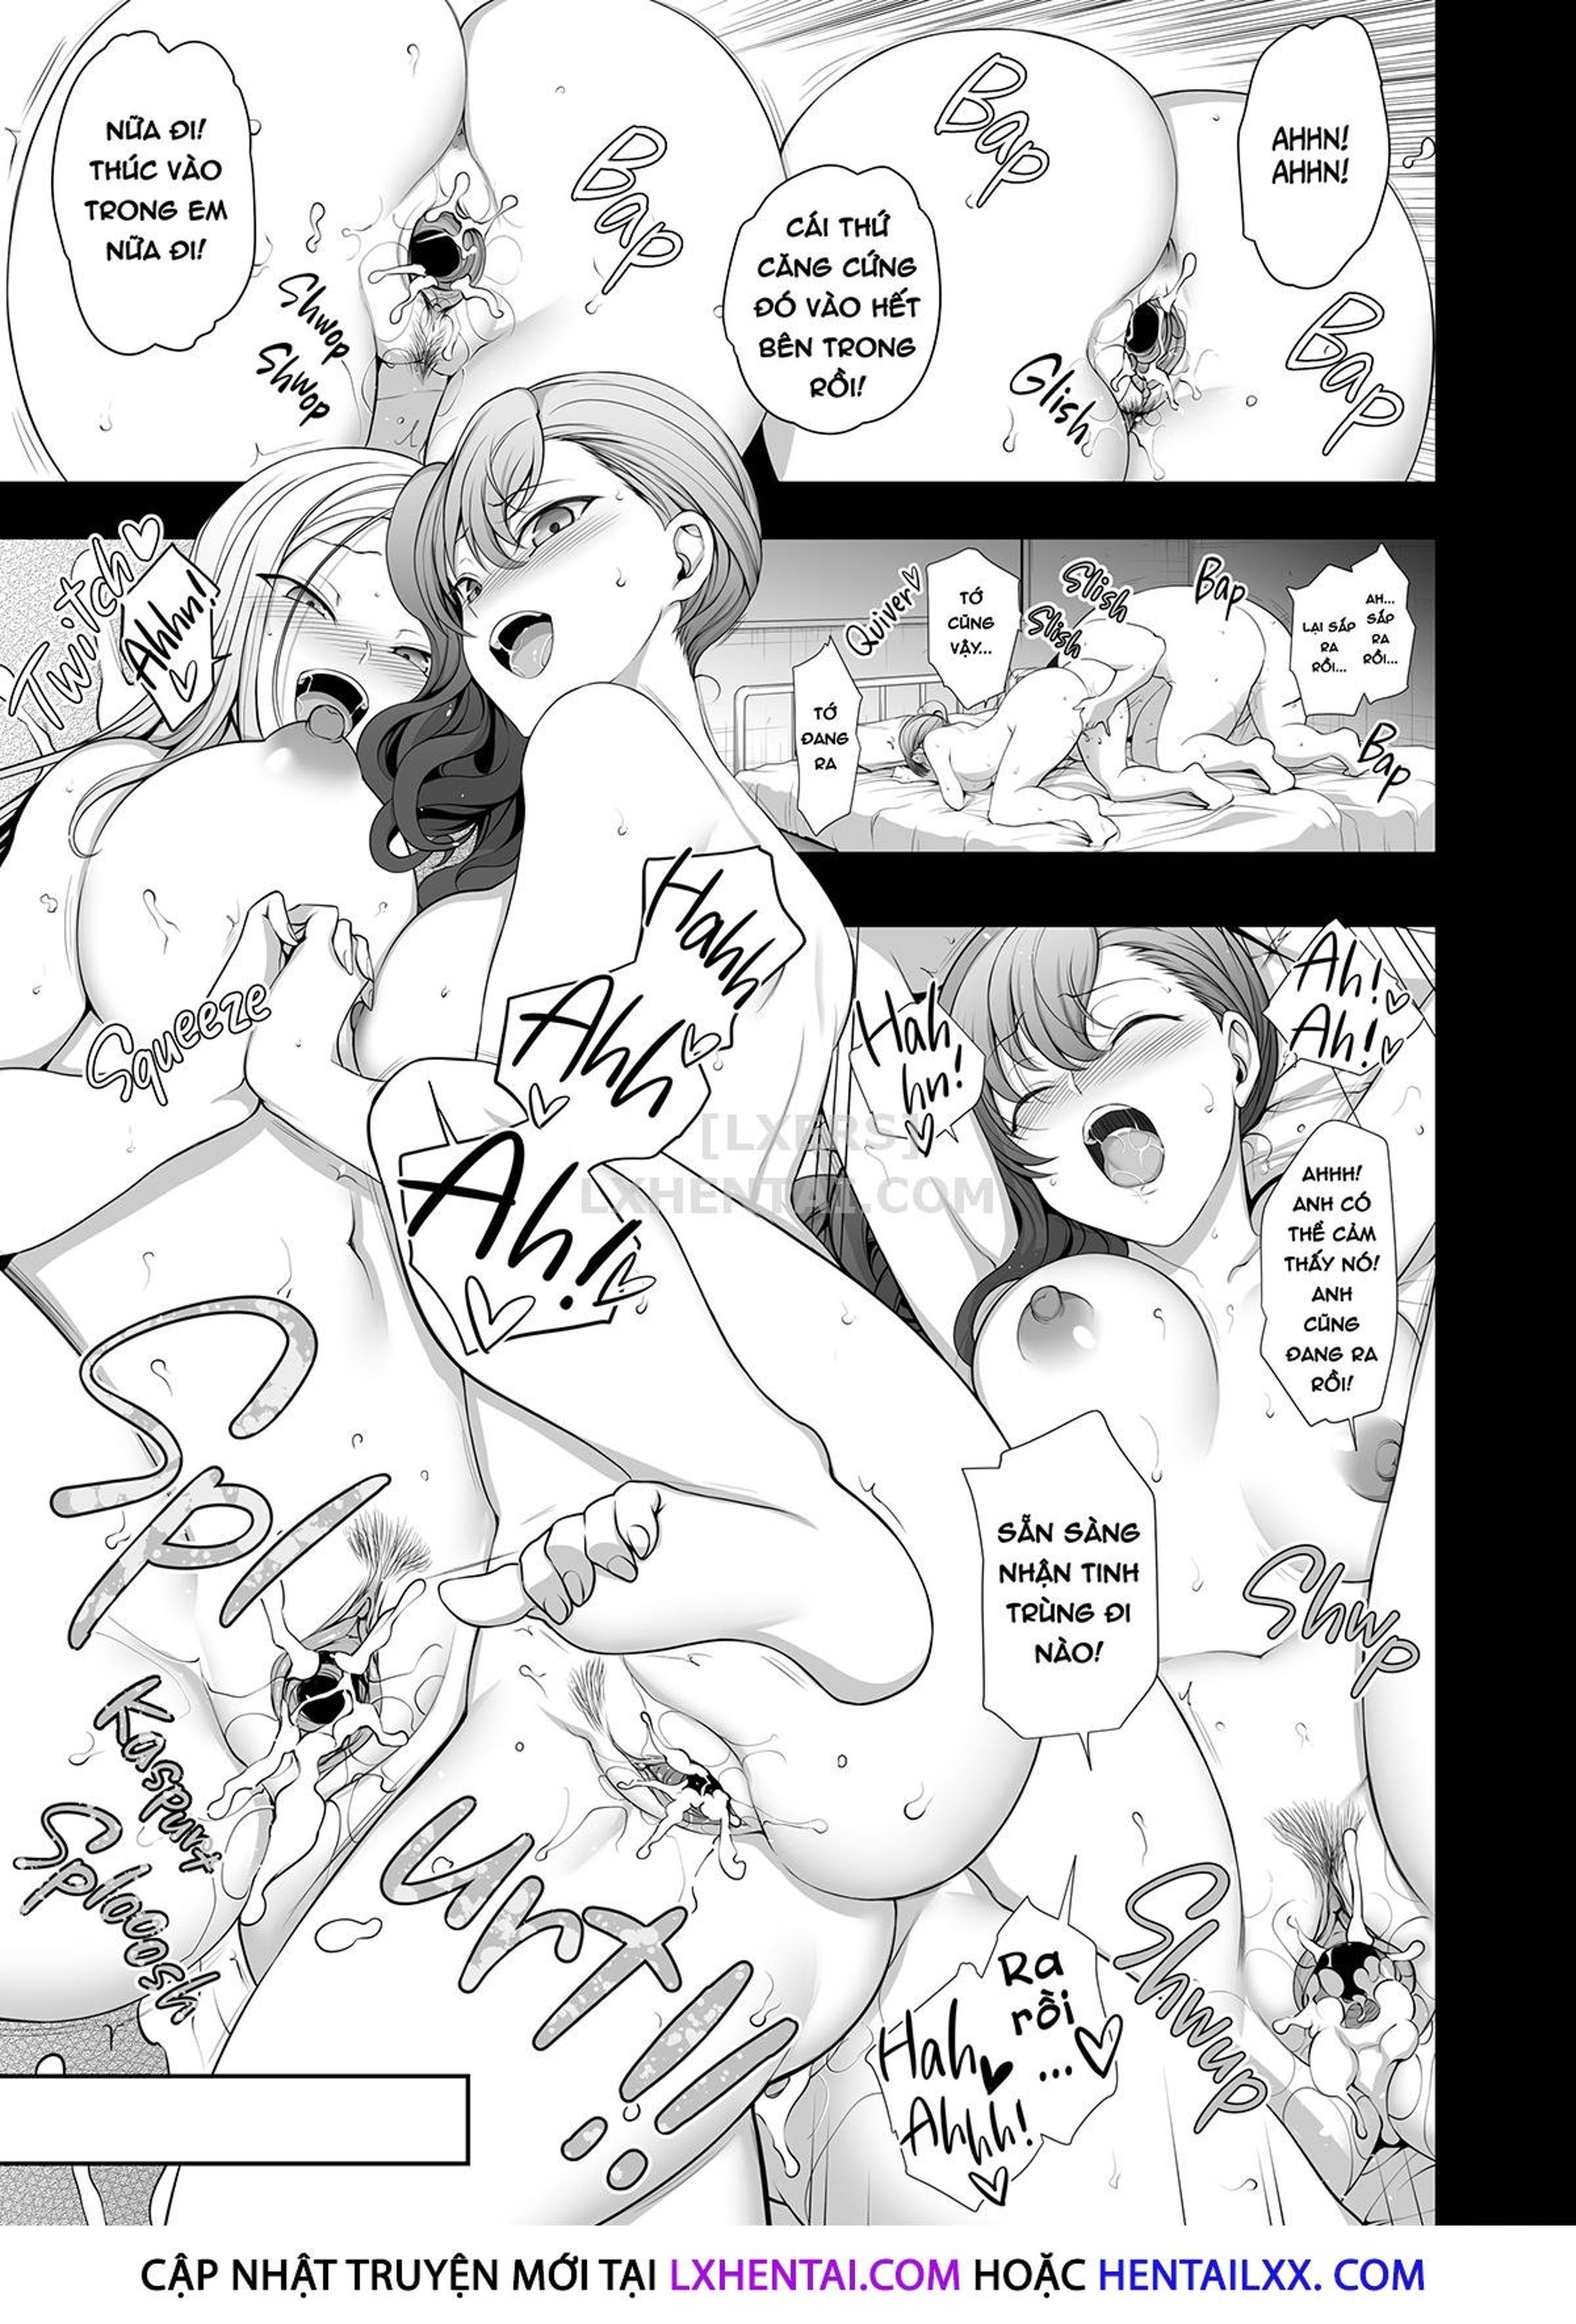 AHHN!
AHHN!
Bap
Bap
CÁI THỨ
CĂNG CỨNG
ĐÓ VÀO HẾT
BÊN TRONG
RỒI!
Glish
Bap
Bap
NỮA ĐI!
THÚC VÀO
TRONG EM
NỮA ĐI!
Shwop
Shwop
AH...
SẮP
RA
RỒI...
LẠI SẮP
RA
RỒI...
Bap
Bap
Slish
Slish
TỚ
CŨNG
VẬY...
Quiver
TỚ
ĐANG
RA
Twitch
Ahhn!
Ah!
Ah!
Hah
hn!
AHHH!
ANH CÓ
THỂ CẢM
THẤY NÓ!
ANH
CŨNG
ĐANG RA
RỒI!
SẴN SÀNG
NHẬN TINH
TRÙNG ĐI
NÀO!
Shwp
Shwup
Hahh
Ahh
Ah!
Squeeze
Spl
urt!!
Kaspurt
Splooosh
Ra
rồi
...
Hah
Ahhh!
[LXERS]
LXHENTAI.COM
CẬP NHẬT TRUYỆN MỚI TẠI LXHENTAI.COM HOẶC HENTAILXX. COM